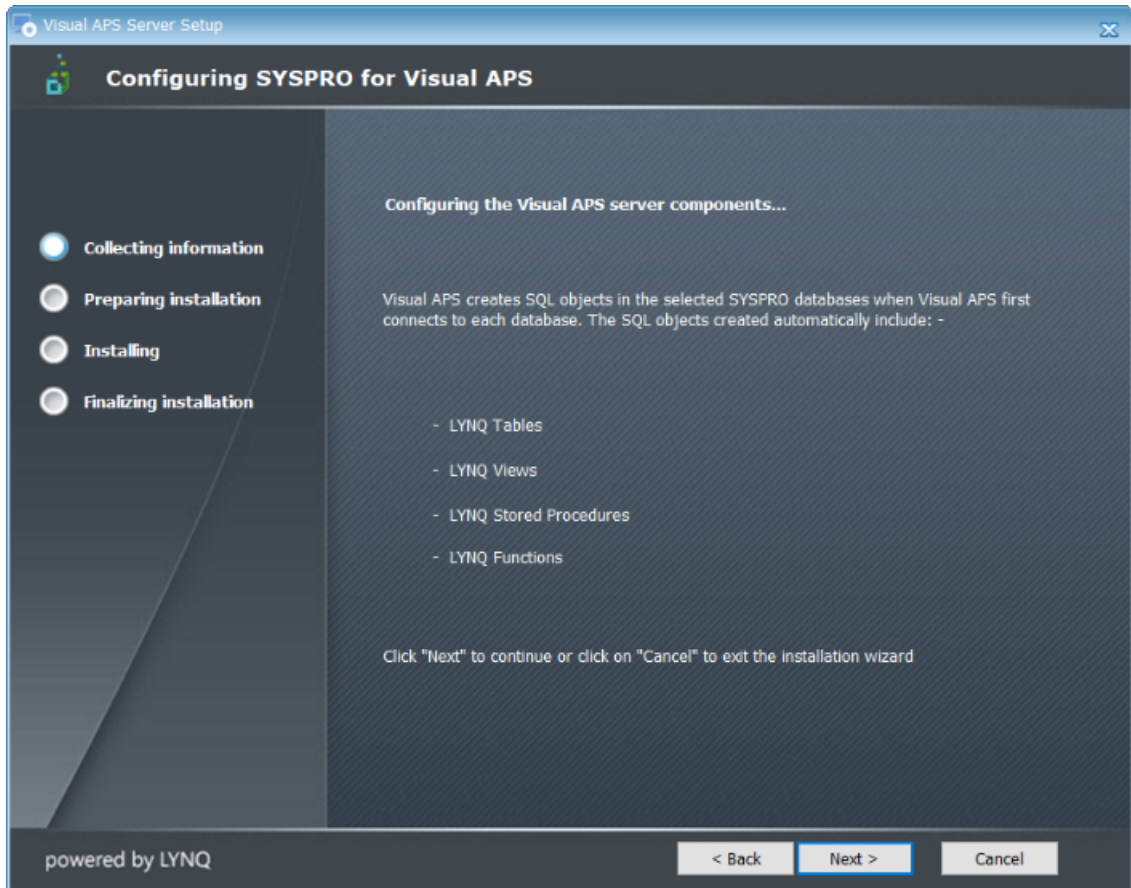 Visual APS Server Setup
Configuring SYSPRO for Visual APS
Collecting information
Preparing installation
Installing
Finalizing installation
Configuring the Visual APS server components...
Visual APS creates SQL objects in the selected SYSPRO databases when Visual APS first
connects to each database. The SQL objects created automatically include: -
- LYNQ Tables
- LYNQ Views
- LYNQ Stored Procedures
- LYNQ Functions
Click "Next" to continue or click on "Cancel" to exit the installation wizard
powered by LYNQ
< Back
Next >
Cancel